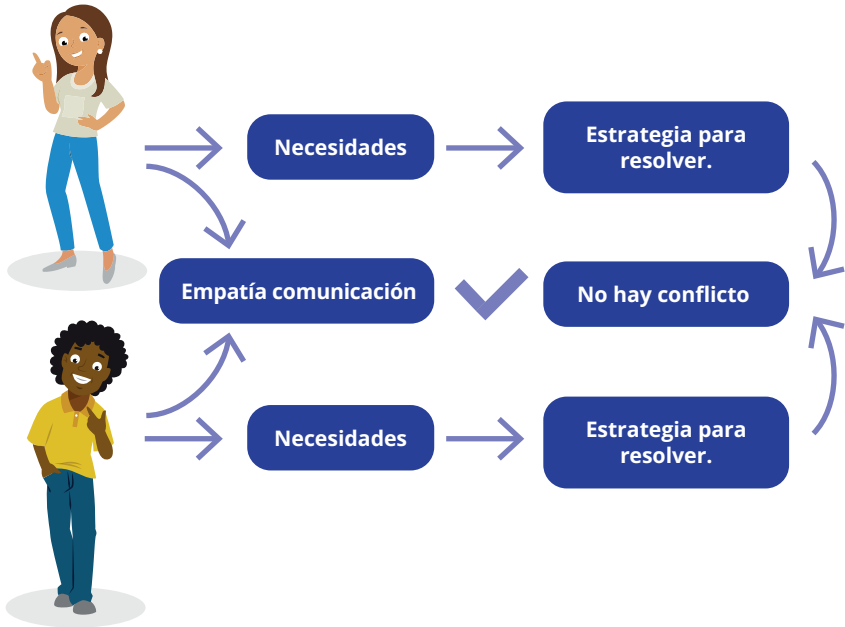 Necesidades
Estrategia para
resolver.
Empatía comunicación
No hay conflicto
Necesidades
Estrategia para
resolver.